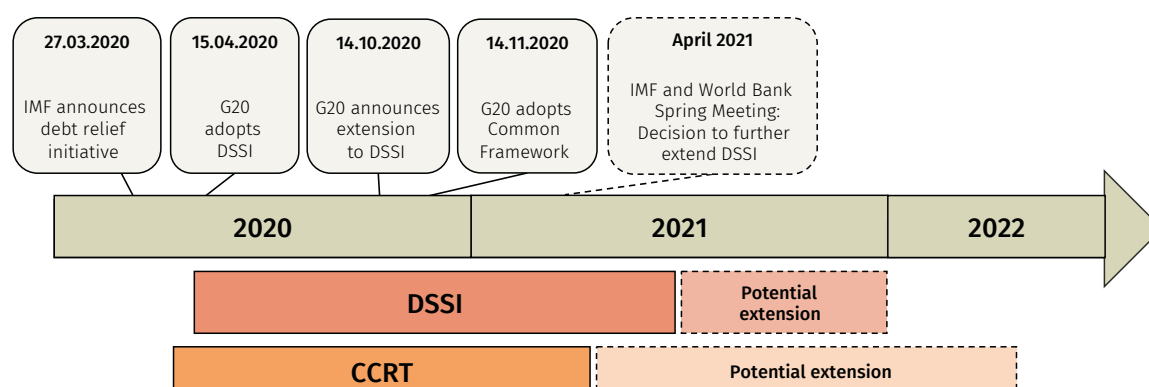 27.03.2020
IMF announces
debt relief
initiative
15.04.2020
G20
adopts
DSSI
14.10.2020
G20 announces
extension
to DSSI
14.11.2020
G20 adopts
Common
Framework
April 2021
IMF and World Bank
Spring Meeting:
Decision to further
extend DSSI
2020
2021
2022
DSSI
Potential
extension
CCRT
Potential extension